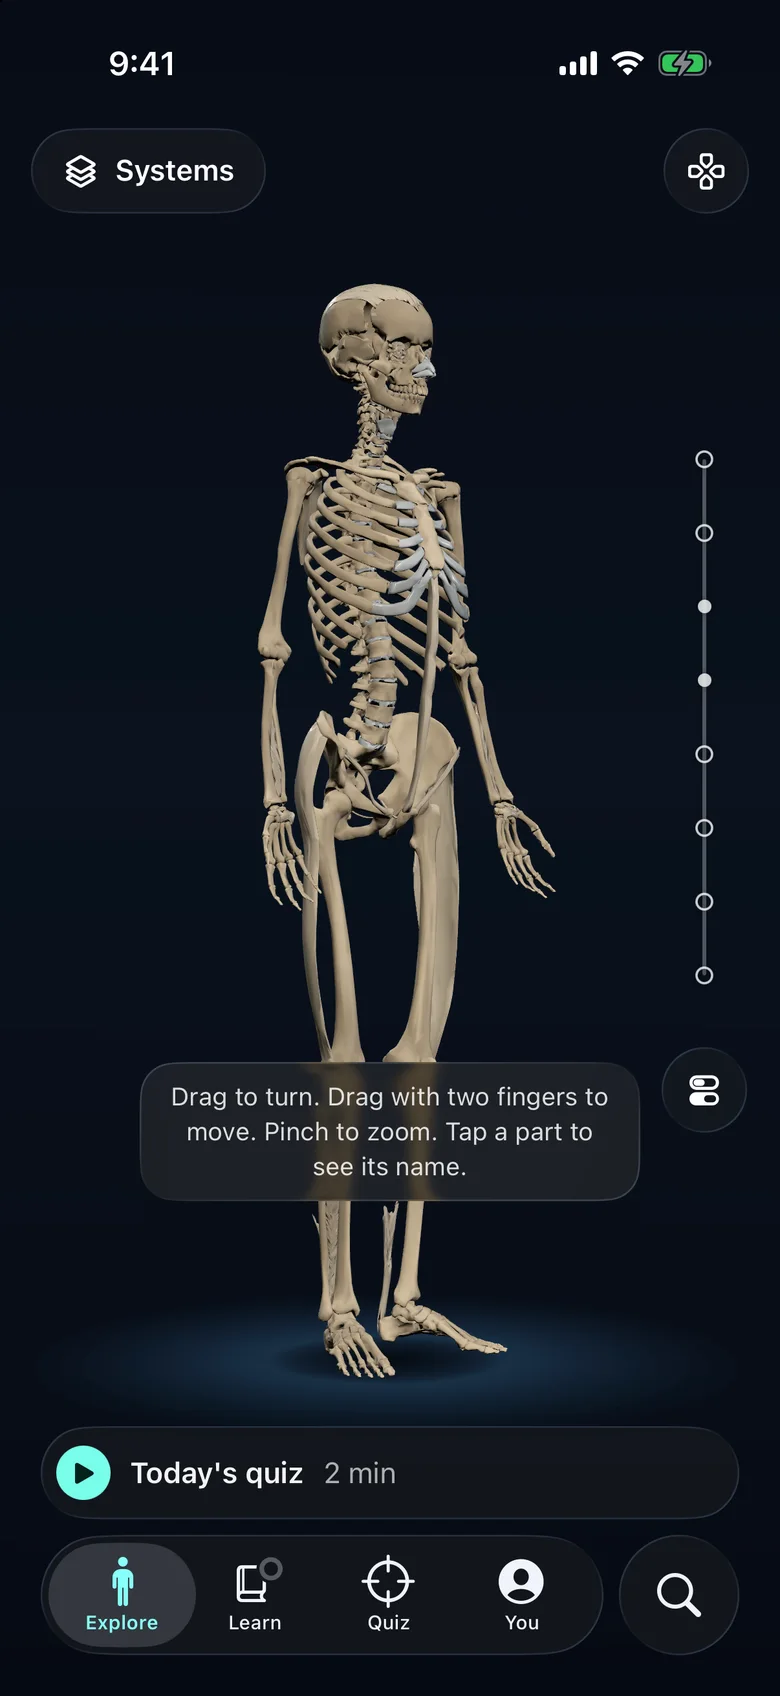 9:41
Systems
Drag to turn. Drag with two fingers to
move. Pinch to zoom. Tap a part to
see its name.
Today's quiz 2 min
Explore Learn Quiz You